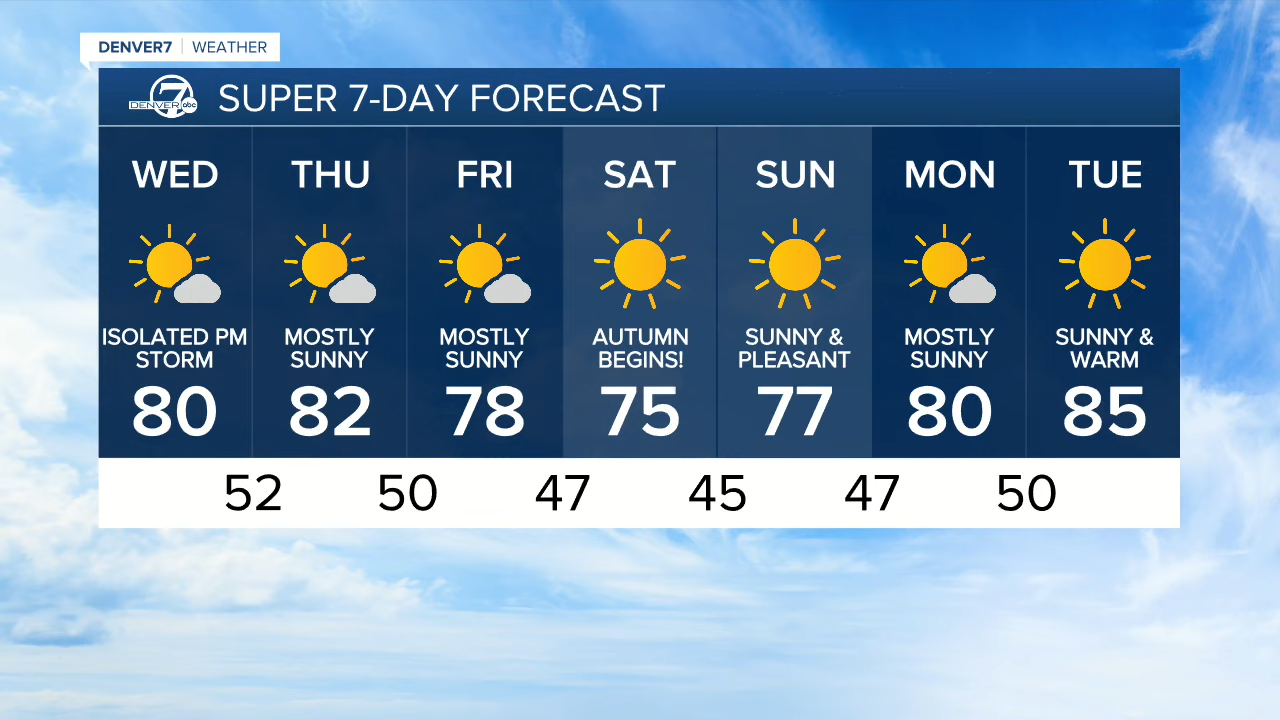 DENVER7 | WEATHER
7
DENVER abc
SUPER 7-DAY FORECAST
WED THU FRI SAT SUN MON TUE
ISOLATED PM MOSTLY MOSTLY AUTUMN SUNNY & MOSTLY SUNNY &
STORM SUNNY SUNNY BEGINS! PLEASANT SUNNY WARM
80 82 78 75 77 80 85
52 50 47 45 47 50